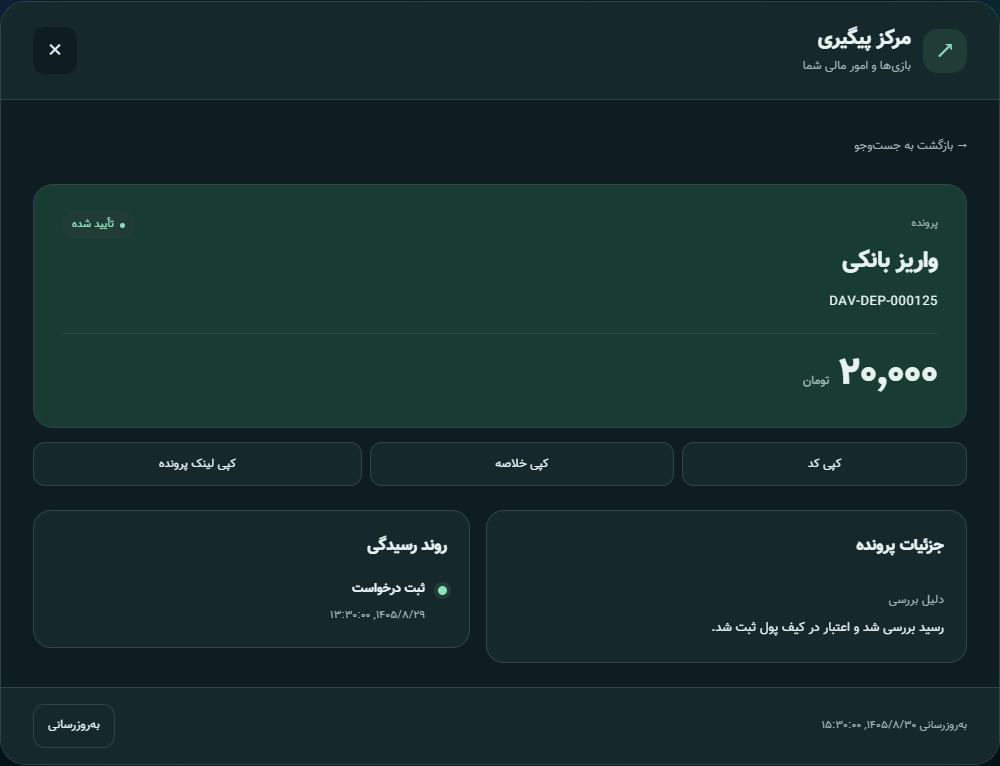 مرکز پیگیری
بازی‌ها و امور مالی شما
→ بازگشت به جست‌وجو
پرونده
تأیید شده
واریز بانکی
DAV-DEP-000125
۲۰,۰۰۰ تومان
کپی کد
کپی خلاصه
کپی لینک پرونده
جزئیات پرونده
دلیل بررسی
رسید بررسی شد و اعتبار در کیف پول ثبت شد.
روند رسیدگی
ثبت درخواست
۱۴۰۵/۸/۲۹, ۱۳:۳۰:۰۰
به‌روزرسانی ۱۴۰۵/۸/۳۰, ۱۵:۳۰:۰۰
به‌روزرسانی